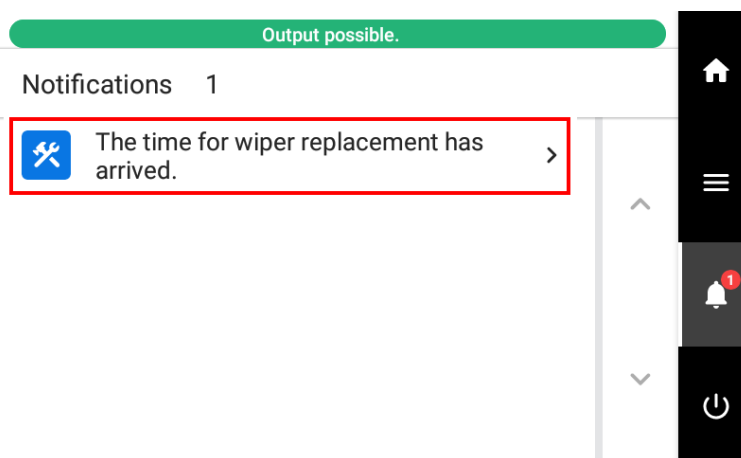 Output possible.
Notifications 1
The time for wiper replacement has
arrived.
1